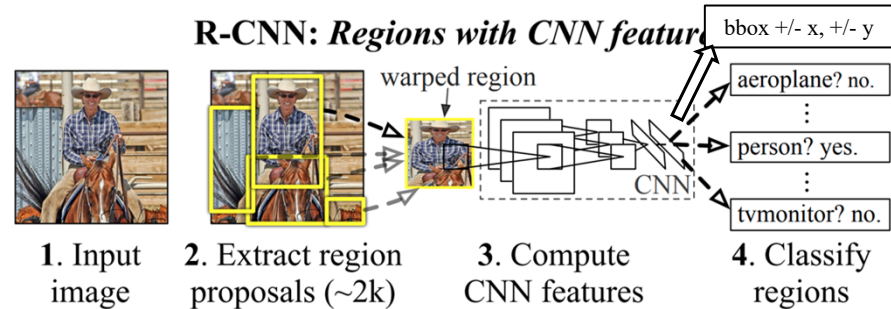 R-CNN: Regions with CNN featur
bbox +/- x, +/- y
warped region
aeroplane? no.
⋮
person? yes.
⋮
tvmonitor? no.
CNN
1. Input
image
2. Extract region
proposals (~2k)
3. Compute
CNN features
4. Classify
regions